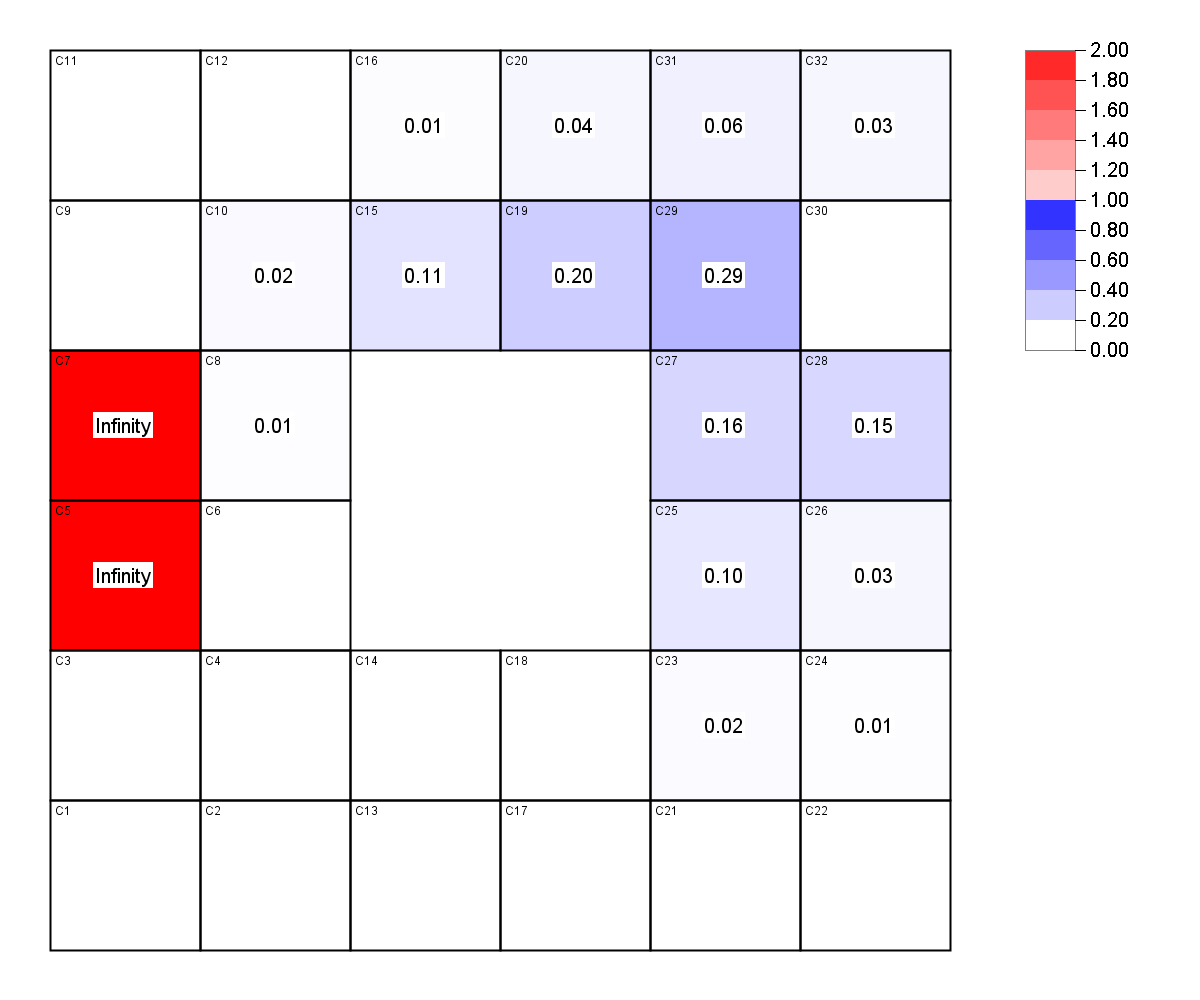 C11 C12 C16 C20 C31 C32
0.01 0.04 0.06 0.03
C9 C10 C15 C19 C29 C30
0.02 0.11 0.20 0.29
C7 C8 C27 C28
Infinity 0.01 0.16 0.15
C5 C6 C25 C26
Infinity 0.10 0.03
C3 C4 C14 C18 C23 C24
0.02 0.01
C1 C2 C13 C17 C21 C22
2.00
1.80
1.60
1.40
1.20
1.00
0.80
0.60
0.40
0.20
0.00